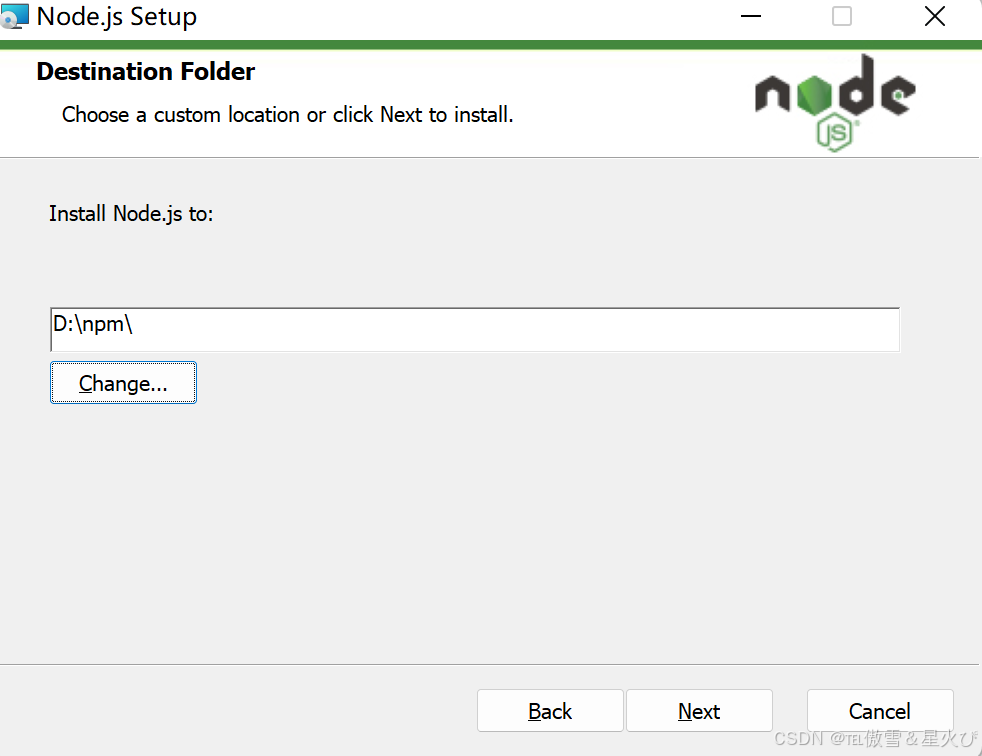 Node.js Setup
Destination Folder
Choose a custom location or click Next to install.
node
JS
Install Node.js to:
D:\npm\
Change...
Back
Next
Cancel
CSDN @℡傲雪＆星火び